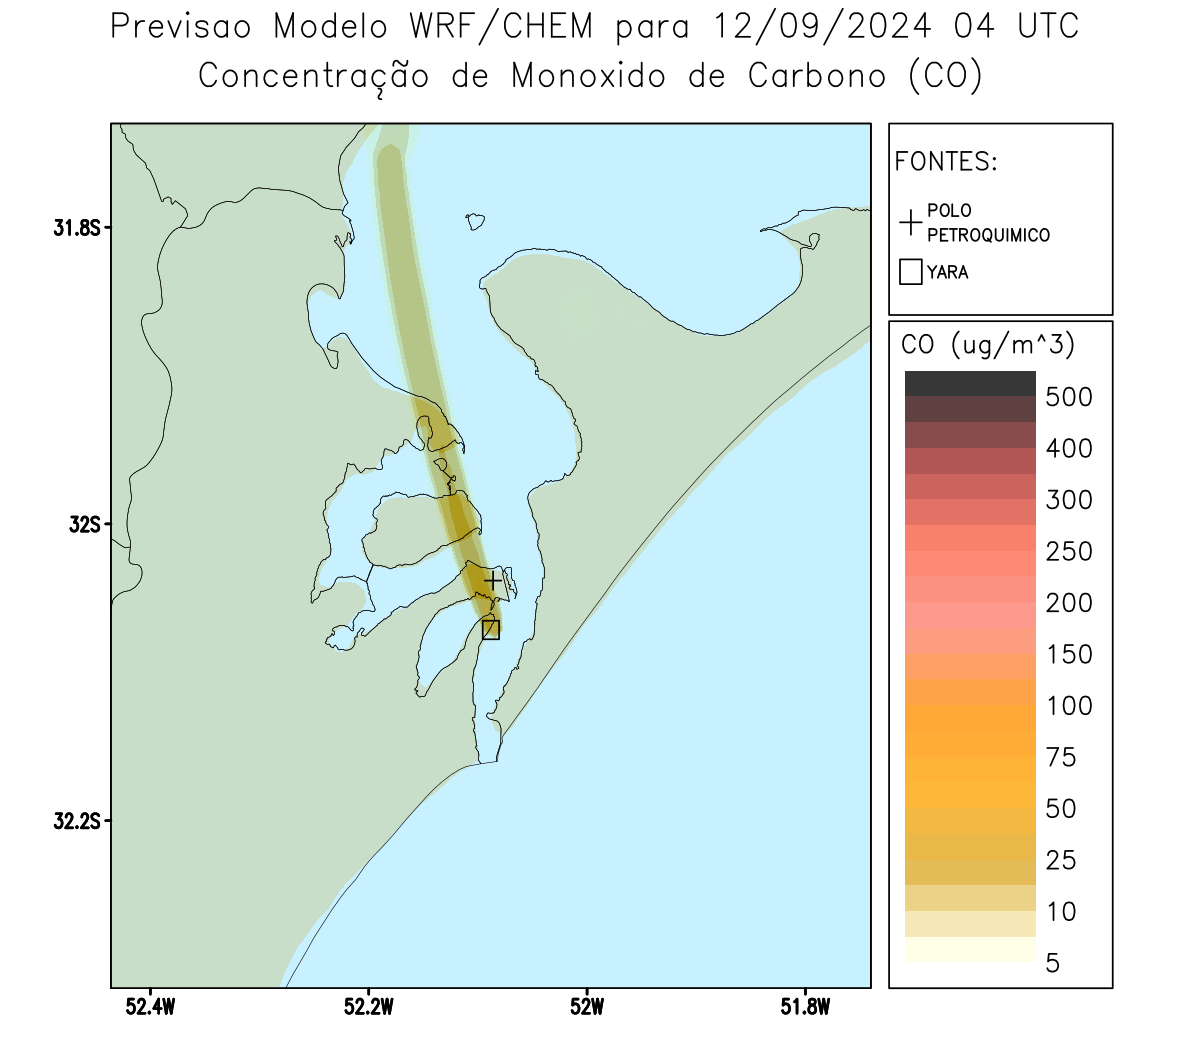 Previsao Modelo WRF/CHEM para 12/09/2024 04 UTC
Concentração de Monoxido de Carbono (CO)
FONTES:
POLO
PETROQUIMICO
YARA
CO (ug/m^3)
500
400
300
250
200
150
100
75
50
25
10
5
31.8S
32S
32.2S
52.4W
52.2W
52W
51.8W